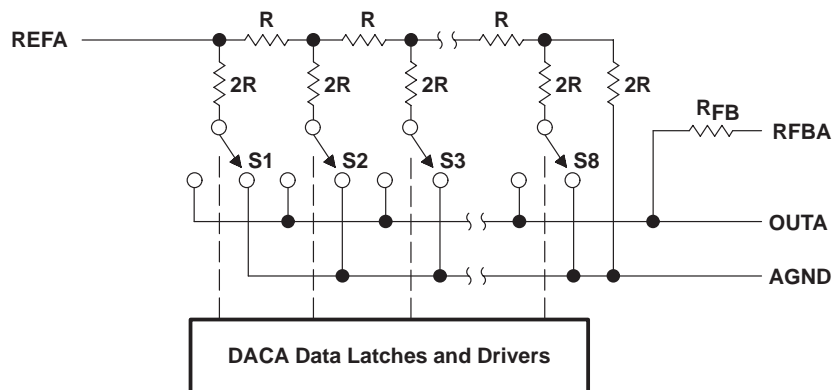 R R R
REFA
2R 2R 2R 2R 2R
RFB
RFBA
S1 S2 S3 S8
OUTA
AGND
DACA Data Latches and Drivers